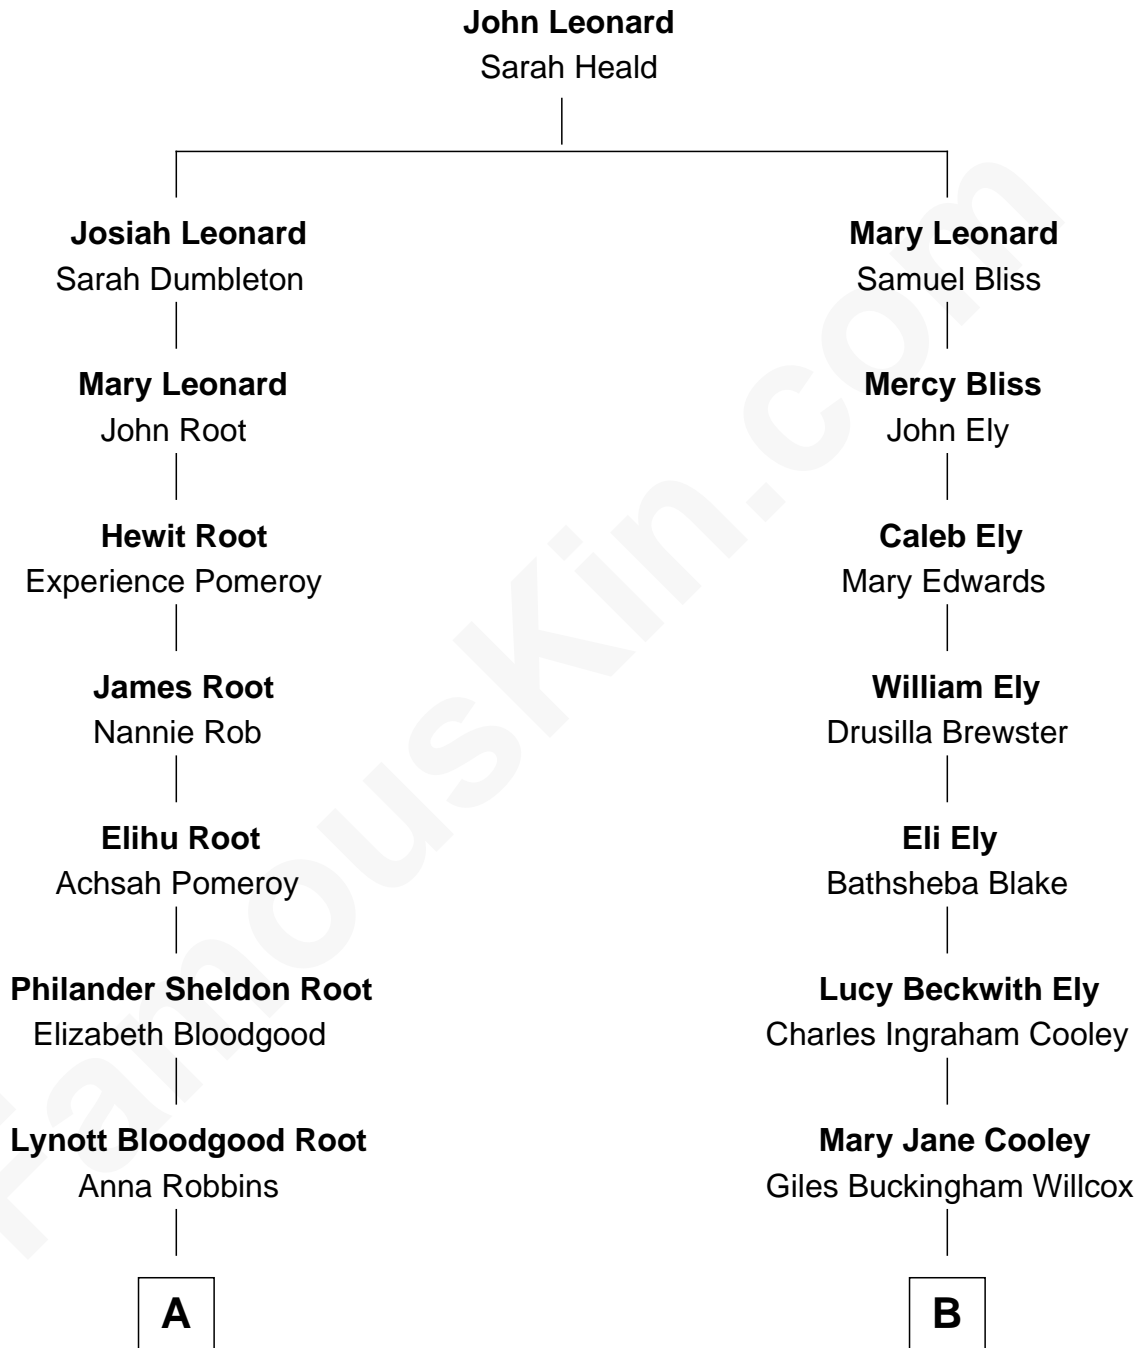 John Leonard
Sarah Heald
Josiah Leonard
Sarah Dumbleton
Mary Leonard
Samuel Bliss
Mary Leonard
John Root
Mercy Bliss
John Ely
Hewit Root
Experience Pomeroy
Caleb Ely
Mary Edwards
James Root
Nannie Rob
William Ely
Drusilla Brewster
Elihu Root
Achsah Pomeroy
Eli Ely
Bathsheba Blake
Philander Sheldon Root
Elizabeth Bloodgood
Lucy Beckwith Ely
Charles Ingraham Cooley
Lynott Bloodgood Root
Anna Robbins
Mary Jane Cooley
Giles Buckingham Willcox
A
B
FamousKin.com